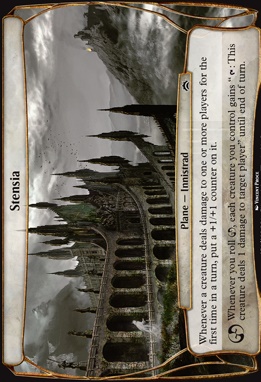 Stensia
Plane — Innistrad
Whenever a creature deals damage to one or more players for the
first time in a turn, put a +1/+1 counter on it.
Whenever you roll , each creature you control gains " : This
creature deals 1 damage to target player" until end of turn.
Vincent Proce